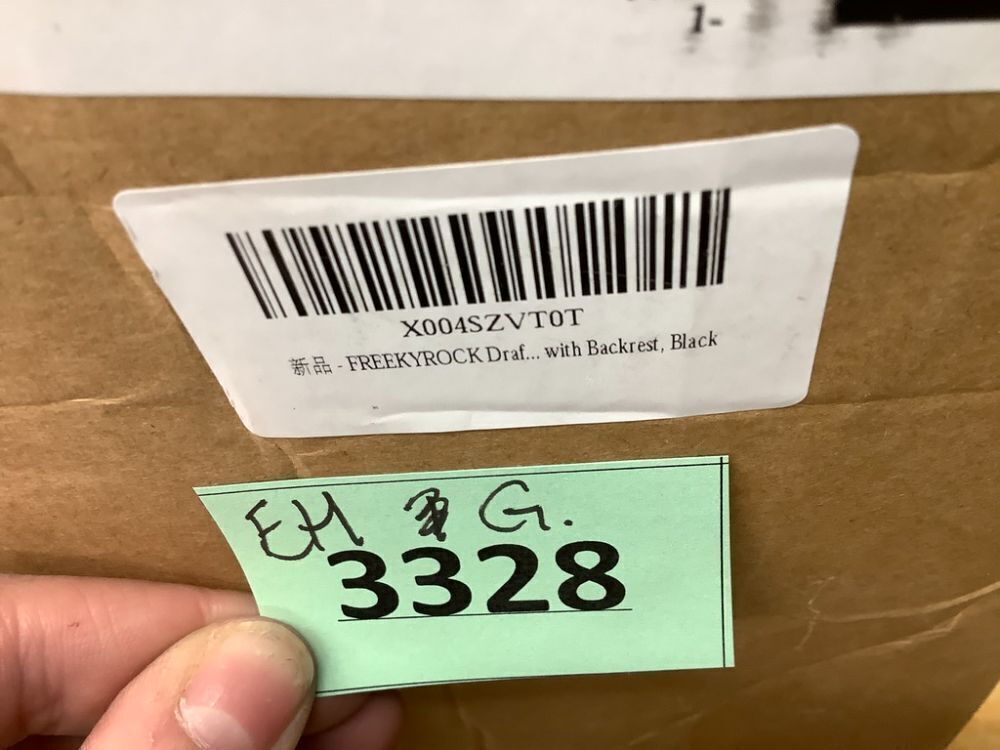 1-
X004SZVT0T
新品 - FREEKYROCK Draf... with Backrest, Black
EH G.
3328